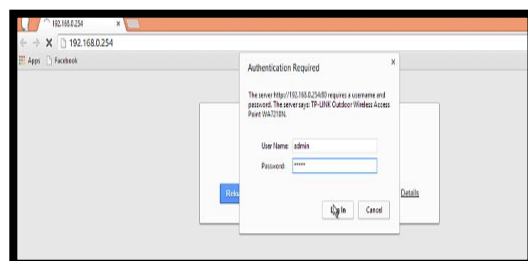 192.168.0.254
192.168.0.254
Apps
Facebook
Authentication Required
The server http://192.168.0.254:80 requires a username and
password. The server says: TP-LINK Outdoor Wireless Access
Point WA7210N.
User Name: admin
Password: *****
Log In
Cancel
Details